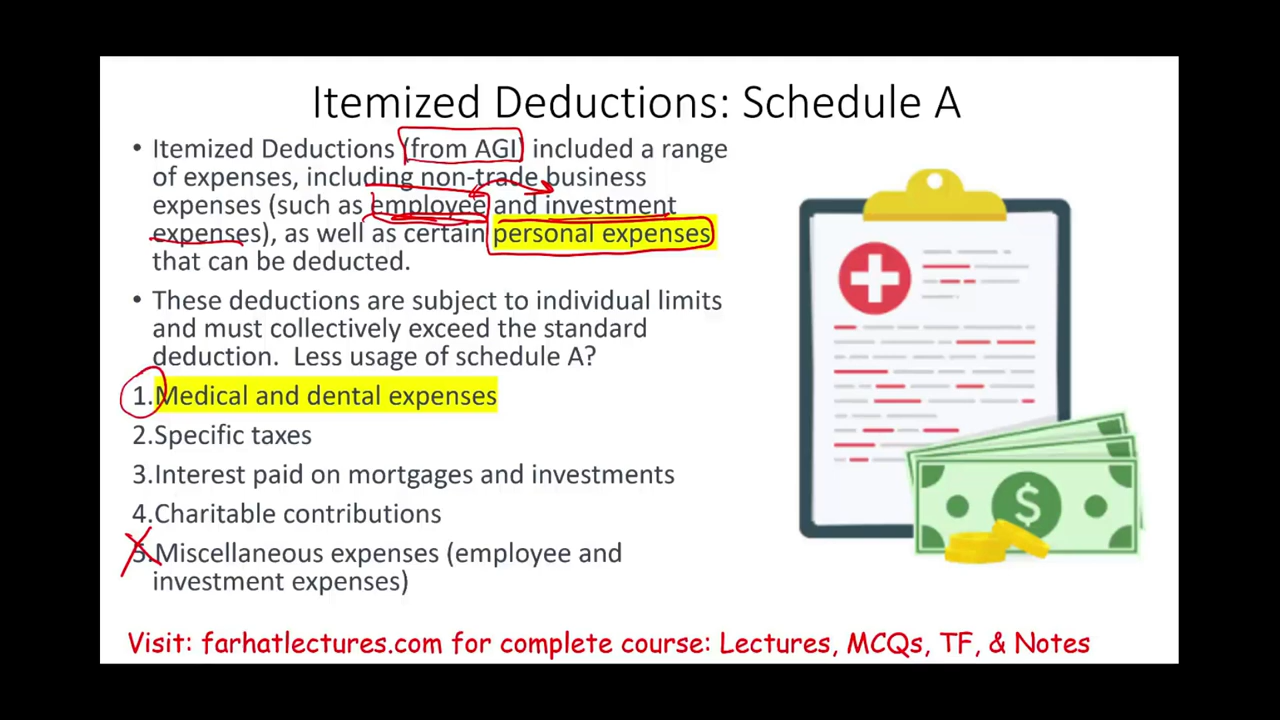 Itemized Deductions: Schedule A
• Itemized Deductions (from AGI) included a range
of expenses, including non-trade business
expenses (such as employee and investment
expenses), as well as certain personal expenses
that can be deducted.
• These deductions are subject to individual limits
and must collectively exceed the standard
deduction. Less usage of schedule A?
1.Medical and dental expenses
2.Specific taxes
3.Interest paid on mortgages and investments
4.Charitable contributions
5.Miscellaneous expenses (employee and
investment expenses)
$
Visit: farhatlectures.com for complete course: Lectures, MCQs, TF, & Notes